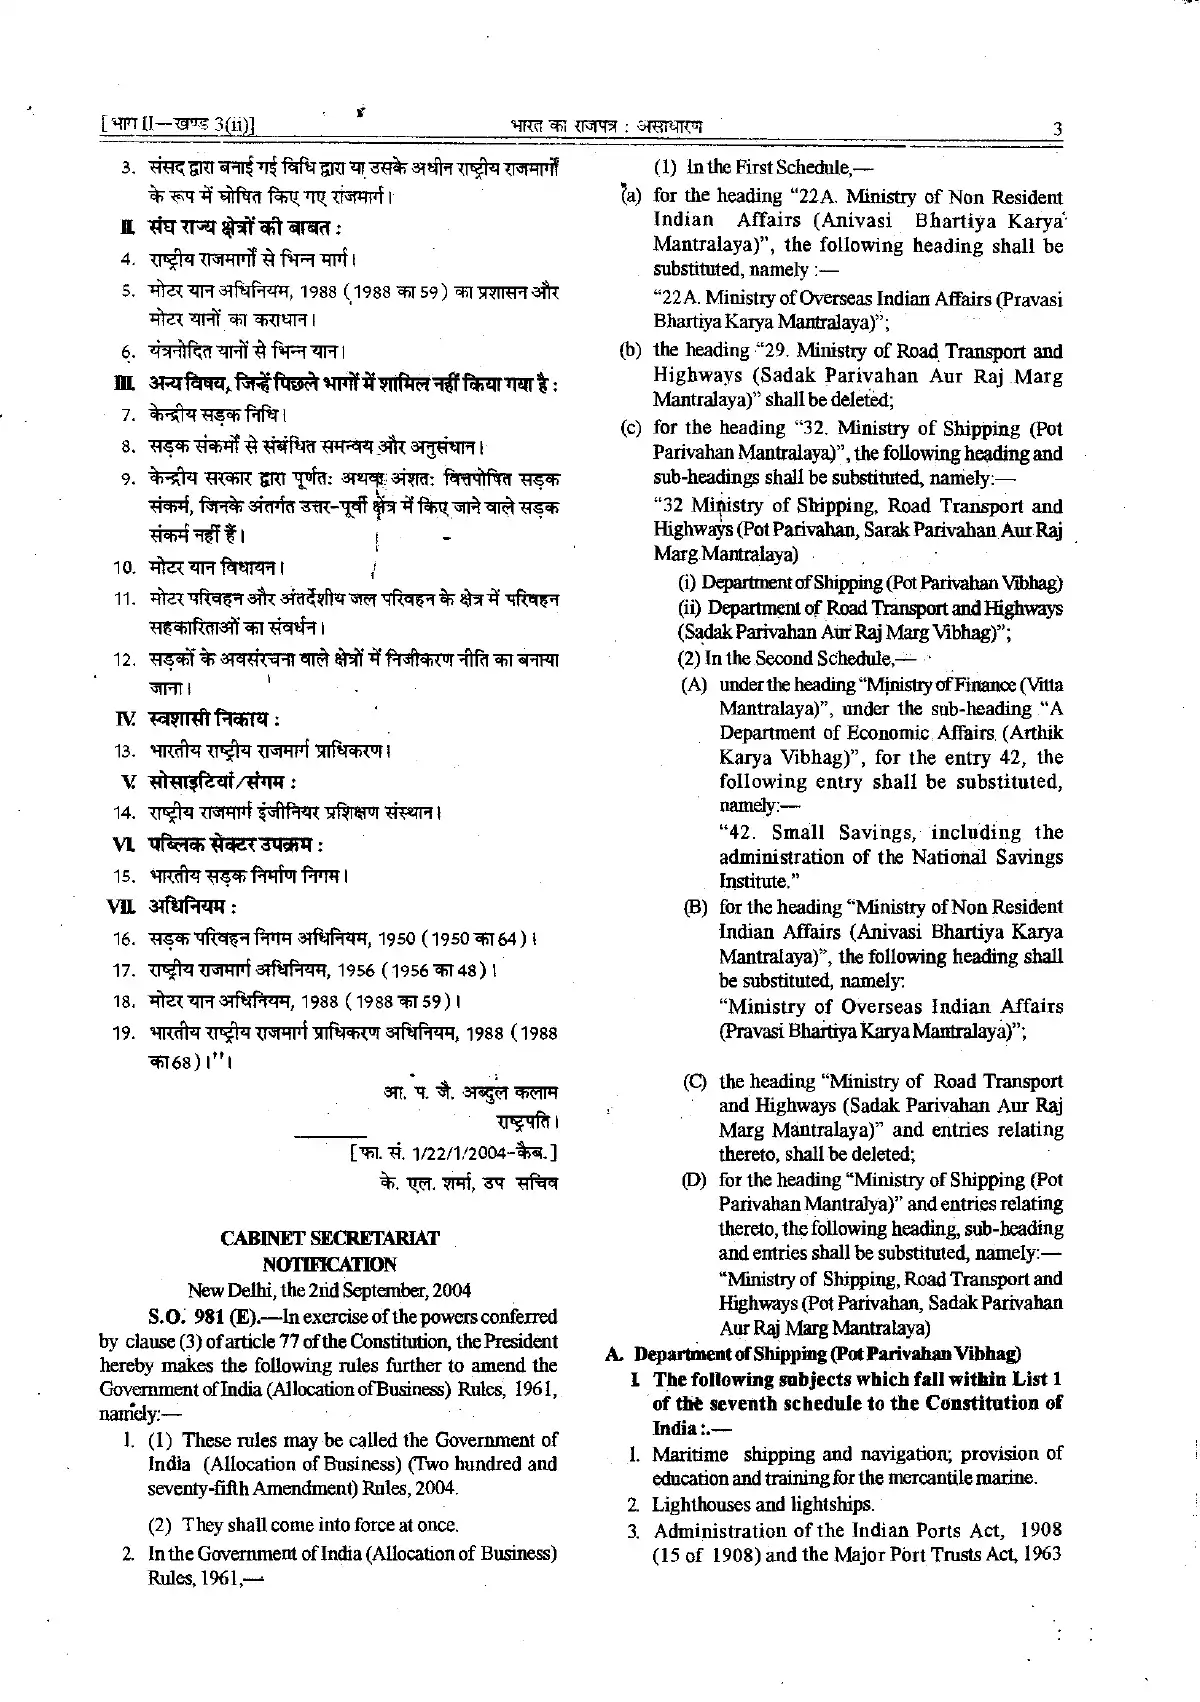 [ भाग II—खण्ड 3(ii)]
भारत का राजपत्र : असाधारण
3
3. संसद द्वारा बनाई गई विधि द्वारा या उसके अधीन राष्ट्रीय राजमार्गों
के रूप में घोषित किए गए राजमार्ग।
II. संघ राज्य क्षेत्रों की बाबत :
4. राष्ट्रीय राजमार्गों से भिन्न मार्ग।
5. मोटर यान अधिनियम, 1988 (1988 का 59) का प्रशासन और
मोटर यानों का कराधान।
6. यंत्रनोदित यानों से भिन्न यान।
III. अन्य विषय, जिन्हें पिछले भागों में शामिल नहीं किया गया है :
7. केन्द्रीय सड़क निधि।
8. सड़क संकर्मों से संबंधित समन्वय और अनुसंधान।
9. केन्द्रीय सरकार द्वारा पूर्णत: अथवा अंशत: वित्तपोषित सड़क
संकर्म, जिनके अंतर्गत उत्तर-पूर्वी क्षेत्र में किए जाने वाले सड़क
संकर्म नहीं हैं।
10. मोटर यान विधायन।
11. मोटर परिवहन और अंतर्देशीय जल परिवहन के क्षेत्र में परिवहन
सहकारिताओं का संवर्धन।
12. सड़कों के अवसंरचना वाले क्षेत्रों में निजीकरण नीति का बनाया
जाना।
IV. स्वशासी निकाय :
13. भारतीय राष्ट्रीय राजमार्ग प्राधिकरण।
V. सोसाइटियां/संगम :
14. राष्ट्रीय राजमार्ग इंजीनियर प्रशिक्षण संस्थान।
VI. पब्लिक सेक्टर उपक्रम :
15. भारतीय सड़क निर्माण निगम।
VII. अधिनियम :
16. सड़क परिवहन निगम अधिनियम, 1950 (1950 का 64)।
17. राष्ट्रीय राजमार्ग अधिनियम, 1956 (1956 का 48)।
18. मोटर यान अधिनियम, 1988 (1988 का 59)।
19. भारतीय राष्ट्रीय राजमार्ग प्राधिकरण अधिनियम, 1988 (1988
का 68)।"।
आ. प. जै. अब्दुल कलाम
राष्ट्रपति।
[फा. सं. 1/22/1/2004-कैब.]
के. एल. शर्मा, उप सचिव
CABINET SECRETARIAT
NOTIFICATION
New Delhi, the 2nd September, 2004
S.O. 981 (E).—In exercise of the powers conferred
by clause (3) of article 77 of the Constitution, the President
hereby makes the following rules further to amend the
Government of India (Allocation of Business) Rules, 1961,
namely:—
1. (1) These rules may be called the Government of
India (Allocation of Business) (Two hundred and
seventy-fifth Amendment) Rules, 2004.
(2) They shall come into force at once.
2. In the Government of India (Allocation of Business)
Rules, 1961,—
(1) In the First Schedule,—
(a) for the heading “22A. Ministry of Non Resident
Indian Affairs (Anivasi Bhartiya Karya
Mantralaya)”, the following heading shall be
substituted, namely :—
“22A. Ministry of Overseas Indian Affairs (Pravasi
Bhartiya Karya Mantralaya)”;
(b) the heading “29. Ministry of Road Transport and
Highways (Sadak Parivahan Aur Raj Marg
Mantralaya)” shall be deleted;
(c) for the heading “32. Ministry of Shipping (Pot
Parivahan Mantralaya)”, the following heading and
sub-headings shall be substituted, namely:—
“32 Ministry of Shipping, Road Transport and
Highways (Pot Parivahan, Sarak Parivahan Aur Raj
Marg Mantralaya)
(i) Department of Shipping (Pot Parivahan Vibhag)
(ii) Department of Road Transport and Highways
(Sadak Parivahan Aur Raj Marg Vibhag)”;
(2) In the Second Schedule,—
(A) under the heading “Ministry of Finance (Vitta
Mantralaya)”, under the sub-heading “A
Department of Economic Affairs (Arthik
Karya Vibhag)”, for the entry 42, the
following entry shall be substituted,
namely:—
“42. Small Savings, including the
administration of the National Savings
Institute.”
(B) for the heading “Ministry of Non Resident
Indian Affairs (Anivasi Bhartiya Karya
Mantralaya)”, the following heading shall
be substituted, namely:
“Ministry of Overseas Indian Affairs
(Pravasi Bhartiya Karya Mantralaya)”;
(C) the heading “Ministry of Road Transport
and Highways (Sadak Parivahan Aur Raj
Marg Mantralaya)” and entries relating
thereto, shall be deleted;
(D) for the heading “Ministry of Shipping (Pot
Parivahan Mantralya)” and entries relating
thereto, the following heading, sub-heading
and entries shall be substituted, namely:—
“Ministry of Shipping, Road Transport and
Highways (Pot Parivahan, Sadak Parivahan
Aur Raj Marg Mantralaya)
A. Department of Shipping (Pot Parivahan Vibhag)
I. The following subjects which fall within List 1
of the seventh schedule to the Constitution of
India :.—
1. Maritime shipping and navigation; provision of
education and training for the mercantile marine.
2. Lighthouses and lightships.
3. Administration of the Indian Ports Act, 1908
(15 of 1908) and the Major Port Trusts Act, 1963